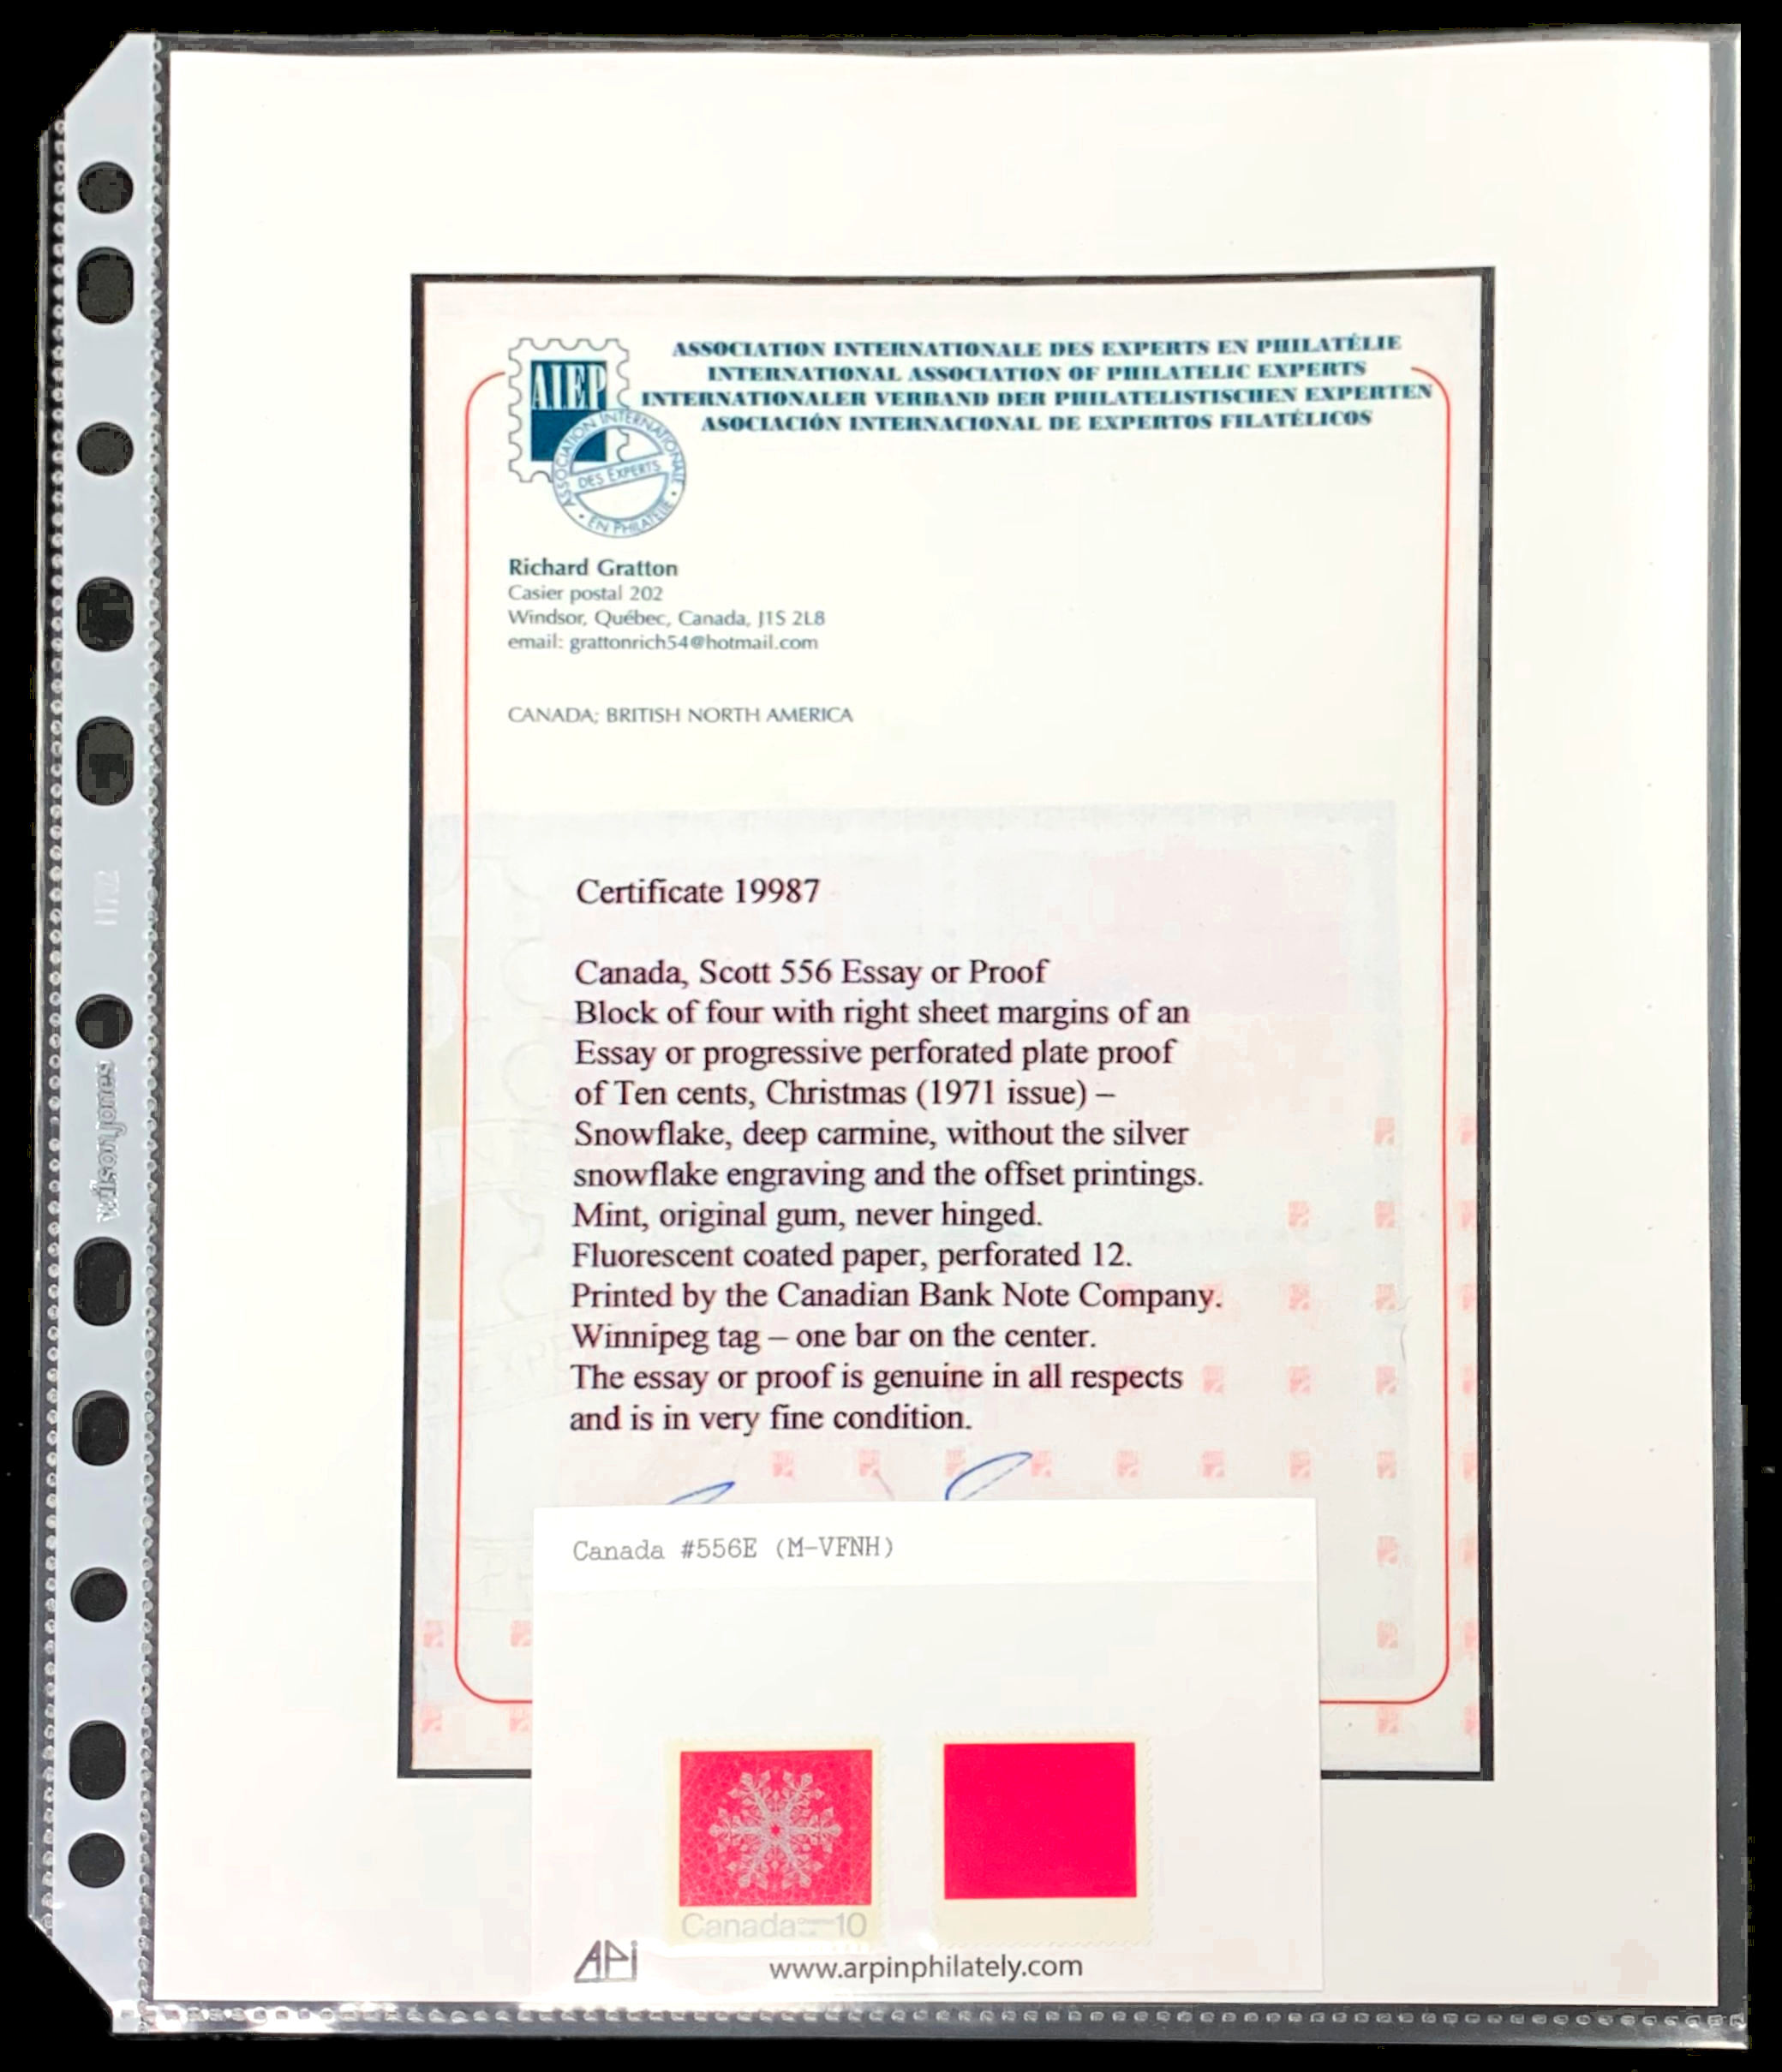 AIEP
ASSOCIATION INTERNATIONALE
DES EXPERTS
EN PHILATÉLIE
ASSOCIATION INTERNATIONALE DES EXPERTS EN PHILATÉLIE
INTERNATIONAL ASSOCIATION OF PHILATELIC EXPERTS
INTERNATIONALER VERBAND DER PHILATELISTISCHEN EXPERTEN
ASOCIACIÓN INTERNACIONAL DE EXPERTOS FILATÉLICOS
Richard Gratton
Casier postal 202
Windsor, Québec, Canada, J1S 2L8
email: grattonrich54@hotmail.com
CANADA; BRITISH NORTH AMERICA
Certificate 19987
Canada, Scott 556 Essay or Proof
Block of four with right sheet margins of an
Essay or progressive perforated plate proof
of Ten cents, Christmas (1971 issue) –
Snowflake, deep carmine, without the silver
snowflake engraving and the offset printings.
Mint, original gum, never hinged.
Fluorescent coated paper, perforated 12.
Printed by the Canadian Bank Note Company.
Winnipeg tag – one bar on the center.
The essay or proof is genuine in all respects
and is in very fine condition.
Canada #556E (M-VFNH)
Canada 10
APi
www.arpinphilately.com
wilsonjones